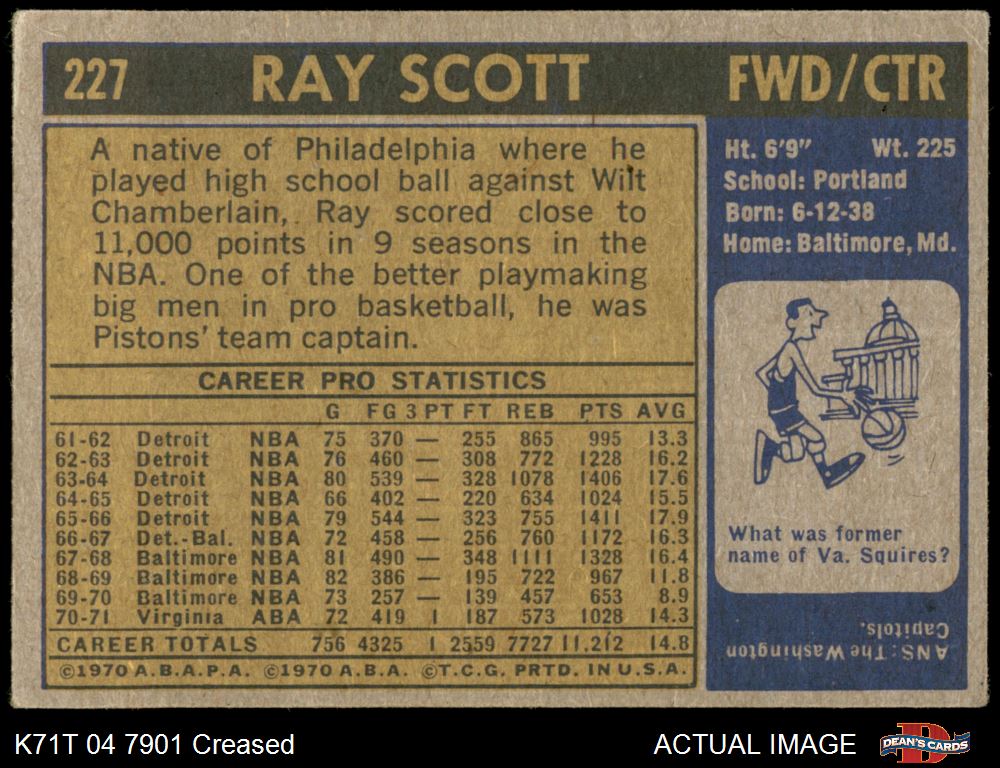 227 RAY SCOTT FWD/CTR
A native of Philadelphia where he
played high school ball against Wilt
Chamberlain, Ray scored close to
11,000 points in 9 seasons in the
NBA. One of the better playmaking
big men in pro basketball, he was
Pistons' team captain.
Ht. 6'9" Wt. 225
School: Portland
Born: 6-12-38
Home: Baltimore, Md.
CAREER PRO STATISTICS
G FG 3 PT FT REB PTS AVG
61-62 Detroit NBA 75 370 — 255 865 995 13.3
62-63 Detroit NBA 76 460 — 308 772 1228 16.2
63-64 Detroit NBA 80 539 — 328 1078 1406 17.6
64-65 Detroit NBA 66 402 — 220 634 1024 15.5
65-66 Detroit NBA 79 544 — 323 755 1411 17.9
66-67 Det.-Bal. NBA 72 458 — 256 760 1172 16.3
67-68 Baltimore NBA 81 490 — 348 1111 1328 16.4
68-69 Baltimore NBA 82 386 — 195 722 967 11.8
69-70 Baltimore NBA 73 257 — 139 457 653 8.9
70-71 Virginia ABA 72 419 1 187 573 1028 14.3
CAREER TOTALS 756 4325 1 2559 7727 11,212 14.8
©1970 A.B.A.P.A. ©1970 A.B.A. ©T.C.G. PRTD. IN U.S.A.
What was former
name of Va. Squires?
ANS: The Washington
Capitols.
K71T 04 7901 Creased
ACTUAL IMAGE
DEAN'S CARDS